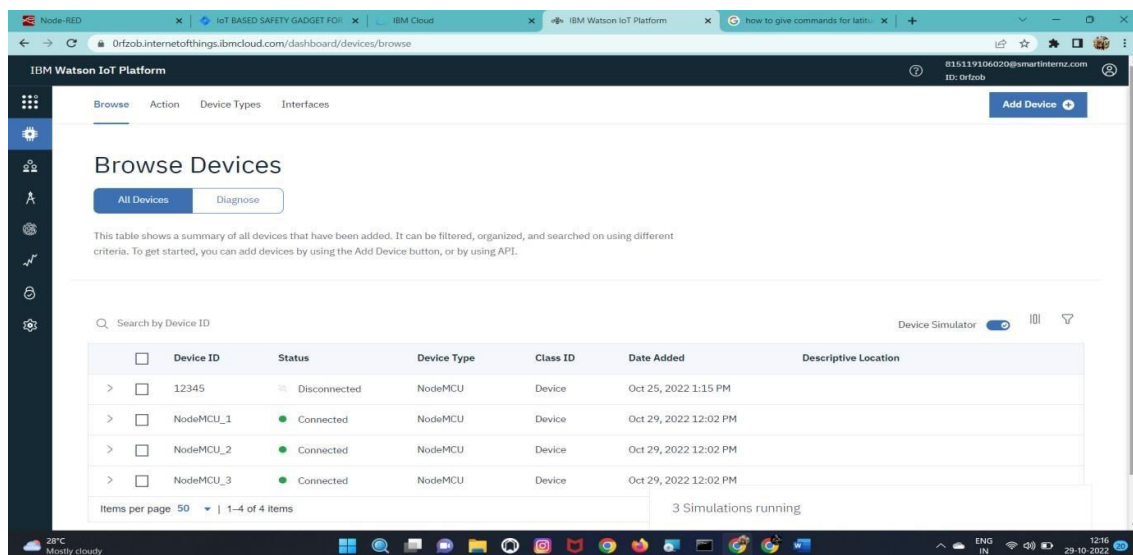 Node-RED
IoT BASED SAFETY GADGET FOR
IBM Cloud
IBM Watson IoT Platform
how to give commands for latitu
0rfzob.internetofthings.ibmcloud.com/dashboard/devices/browse
IBM Watson IoT Platform
815119106020@smartinternz.com
ID: 0rfzob
Browse Action Device Types Interfaces
Add Device
Browse Devices
All Devices Diagnose
This table shows a summary of all devices that have been added. It can be filtered, organized, and searched on using different
criteria. To get started, you can add devices by using the Add Device button, or by using API.
Search by Device ID
Device Simulator
Device ID Status Device Type Class ID Date Added Descriptive Location
12345 Disconnected NodeMCU Device Oct 25, 2022 1:15 PM
NodeMCU_1 Connected NodeMCU Device Oct 29, 2022 12:02 PM
NodeMCU_2 Connected NodeMCU Device Oct 29, 2022 12:02 PM
NodeMCU_3 Connected NodeMCU Device Oct 29, 2022 12:02 PM
Items per page 50 | 1–4 of 4 items
3 Simulations running
28°C
Mostly cloudy
ENG
IN
12:16
29-10-2022
20